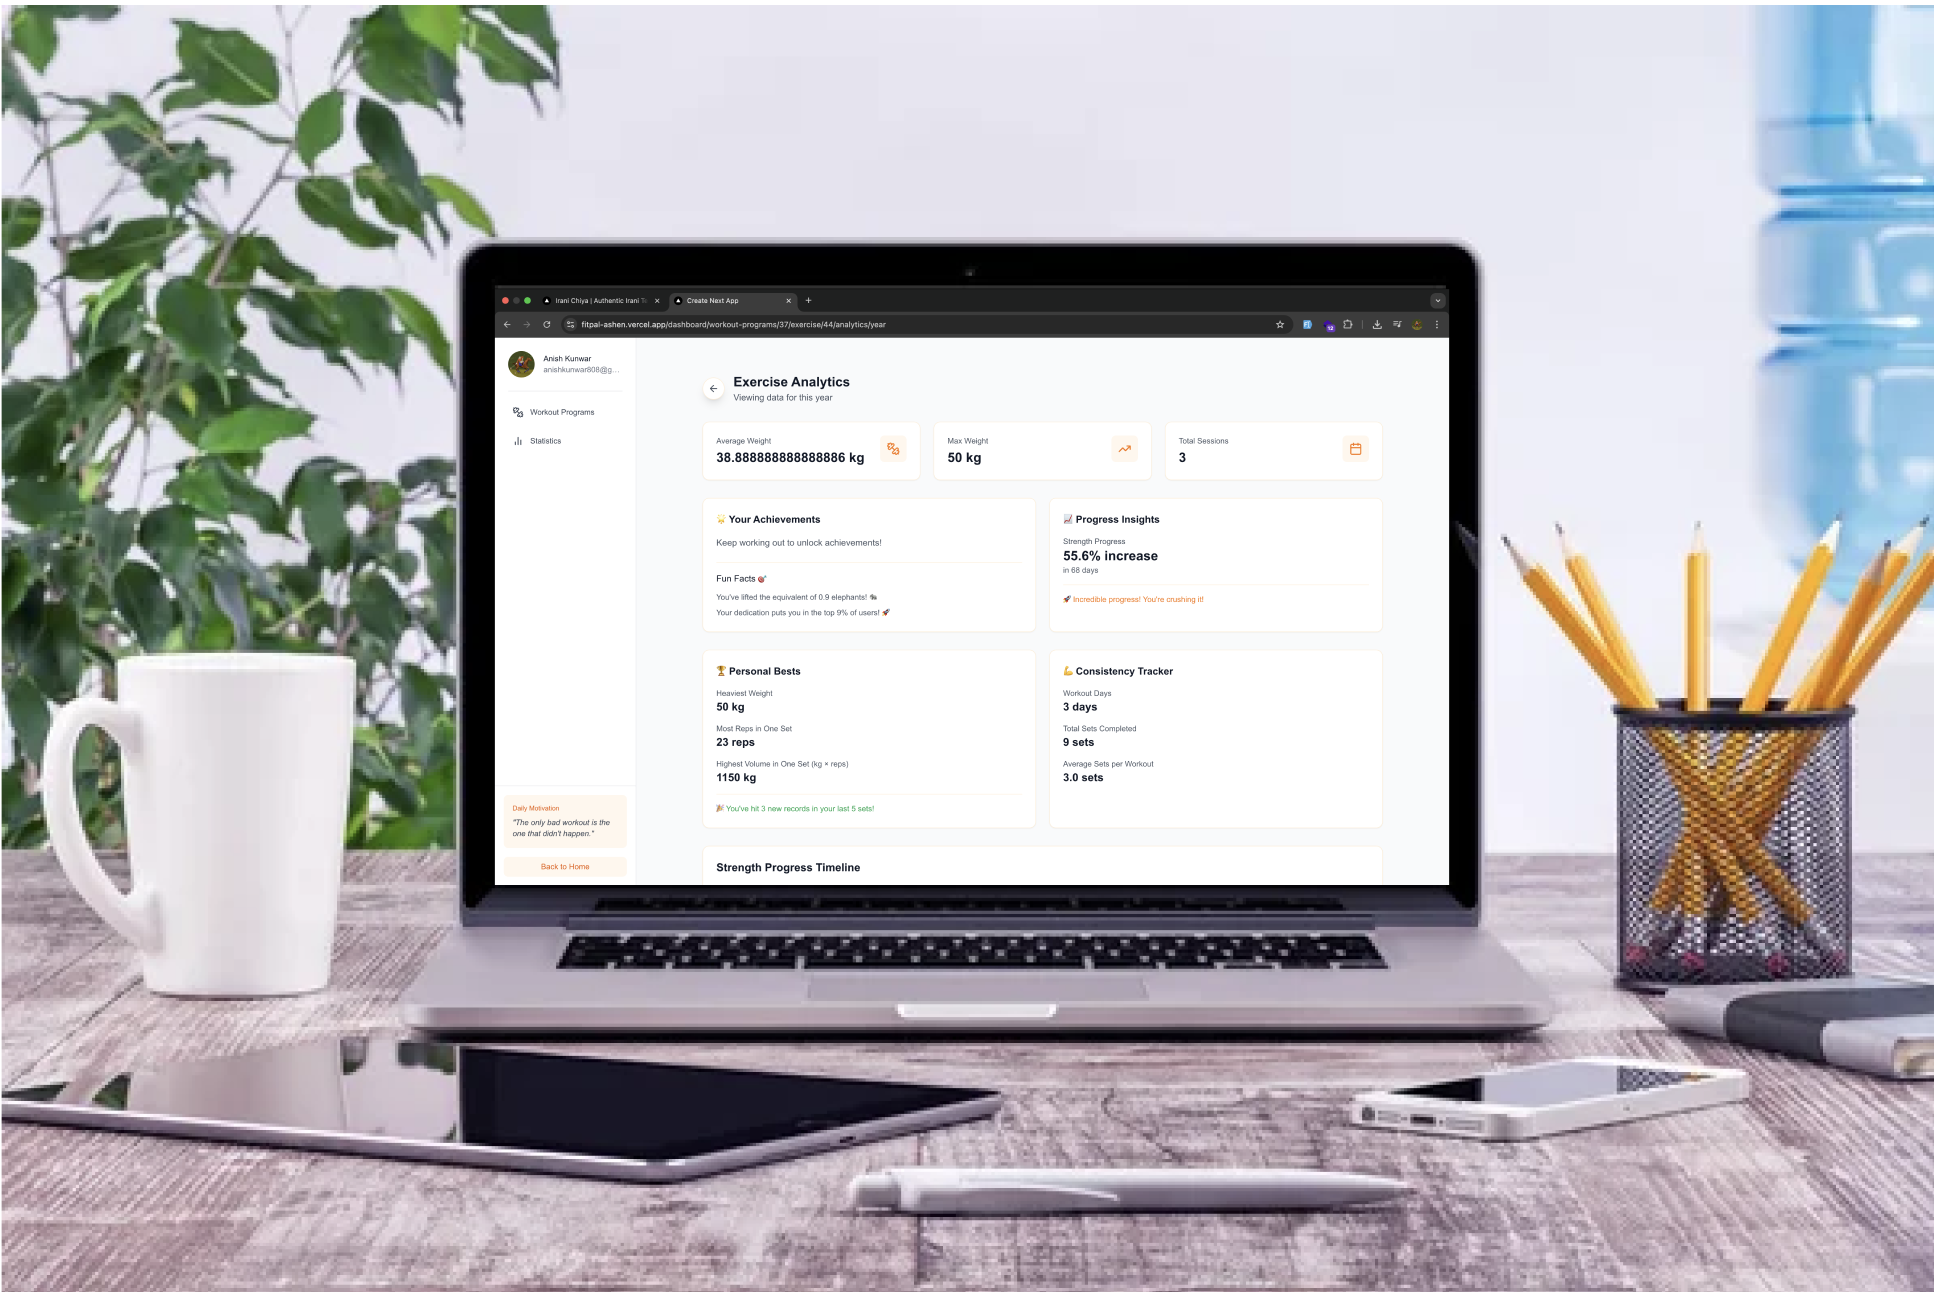 Irani Chiya | Authentic Irani
Create Next App
fitpal-ashen.vercel.app/dashboard/workout-programs/37/exercise/44/analytics/year
12
Anish Kunwar
anishkunwar808@g...
Workout Programs
Statistics
Daily Motivation
"The only bad workout is the
one that didn't happen."
Back to Home
Exercise Analytics
Viewing data for this year
Average Weight
38.888888888888886 kg
Max Weight
50 kg
Total Sessions
3
🌟 Your Achievements
Keep working out to unlock achievements!
Fun Facts 🎯
You've lifted the equivalent of 0.9 elephants! 🐘
Your dedication puts you in the top 9% of users! 🚀
📈 Progress Insights
Strength Progress
55.6% increase
in 68 days
🚀 Incredible progress! You're crushing it!
🏆 Personal Bests
Heaviest Weight
50 kg
Most Reps in One Set
23 reps
Highest Volume in One Set (kg × reps)
1150 kg
🎉 You've hit 3 new records in your last 5 sets!
💪 Consistency Tracker
Workout Days
3 days
Total Sets Completed
9 sets
Average Sets per Workout
3.0 sets
Strength Progress Timeline